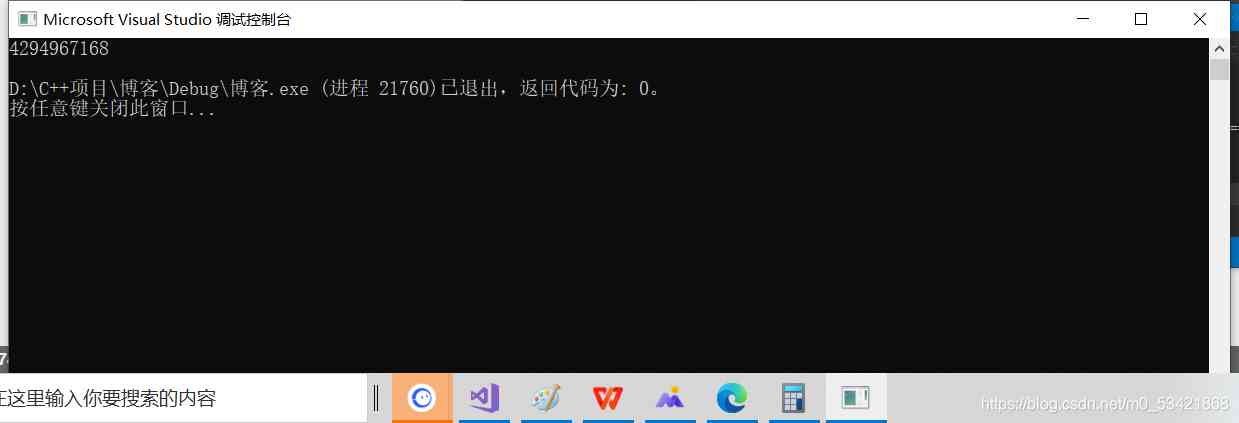 Microsoft Visual Studio 调试控制台
4294967168
D:\C++项目\博客\Debug\博客.exe (进程 21760)已退出，返回代码为: 0。
按任意键关闭此窗口...
在这里输入你要搜索的内容
https://blog.csdn.net/m0_53421868